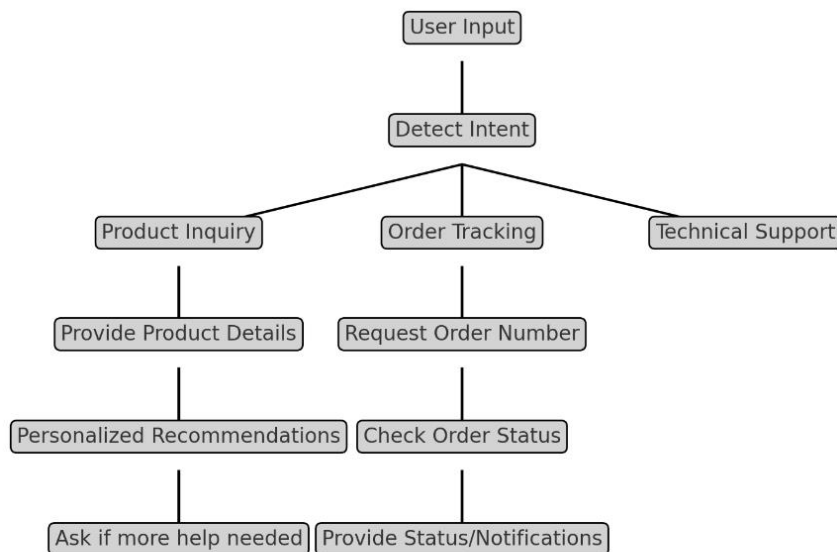 User Input
Detect Intent
Product Inquiry
Order Tracking
Technical Support
Provide Product Details
Request Order Number
Personalized Recommendations
Check Order Status
Ask if more help needed
Provide Status/Notifications